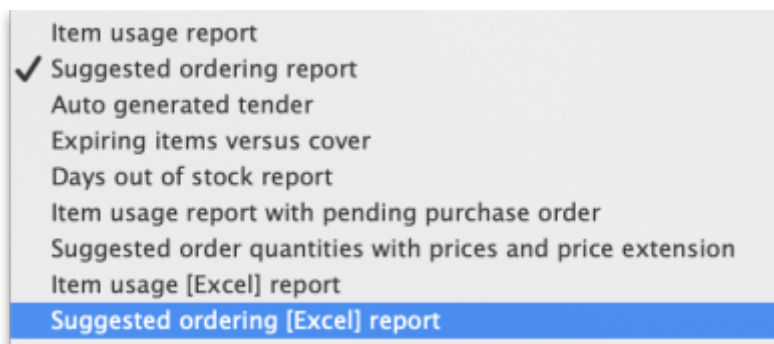 Item usage report
✓ Suggested ordering report
Auto generated tender
Expiring items versus cover
Days out of stock report
Item usage report with pending purchase order
Suggested order quantities with prices and price extension
Item usage [Excel] report
Suggested ordering [Excel] report